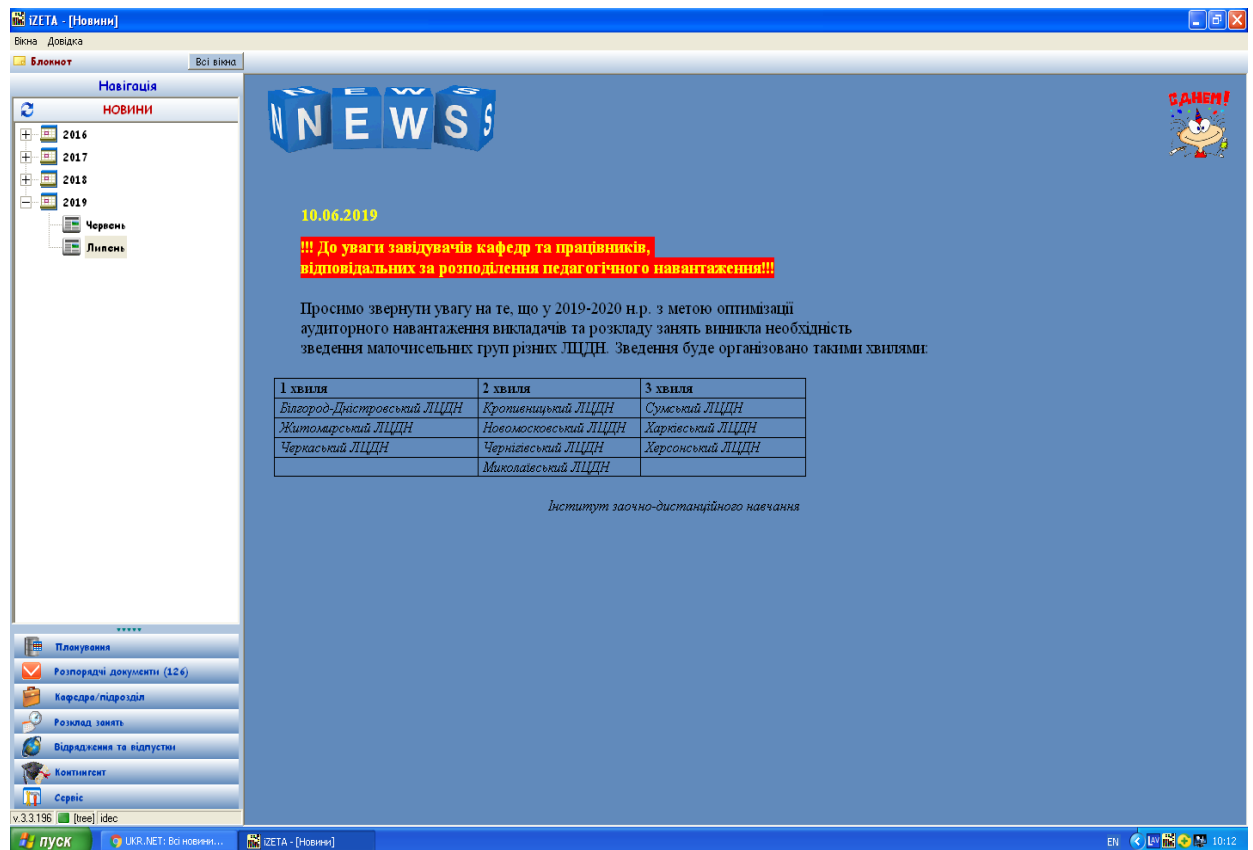 iZETA - [Новини]
Вікна Довідка
Блокнот Всі вікна
Навігація
НОВИНИ
2016
2017
2018
2019
Червень
Липень
NEWS
З ДНЕМ!
10.06.2019
!!! До уваги завідувачів кафедр та працівників,
відповідальних за розподілення педагогічного навантаження!!!
Просимо звернути увагу на те, що у 2019-2020 н.р. з метою оптимізації
аудиторного навантаження викладачів та розкладу занять виникла необхідність
зведення малочисельних груп різних ЛЦДН. Зведення буде організовано такими хвилями:
1 хвиля 2 хвиля 3 хвиля
Білгород-Дністровський ЛЦДН Кропивницький ЛЦДН Сумський ЛЦДН
Житомирський ЛЦДН Новомосковський ЛЦДН Харківський ЛЦДН
Черкаський ЛЦДН Чернігівський ЛЦДН Херсонський ЛЦДН
Миколаївський ЛЦДН
Інститут заочно-дистанційного навчання
Планування
Розпорядчі документи (126)
Кафедра/підрозділ
Розклад занять
Відрядження та відпустки
Контингент
Сервіс
v.3.3.196 [tree] idec
пуск UKR.NET: Всі новини... iZETA - [Новини] EN 10:12